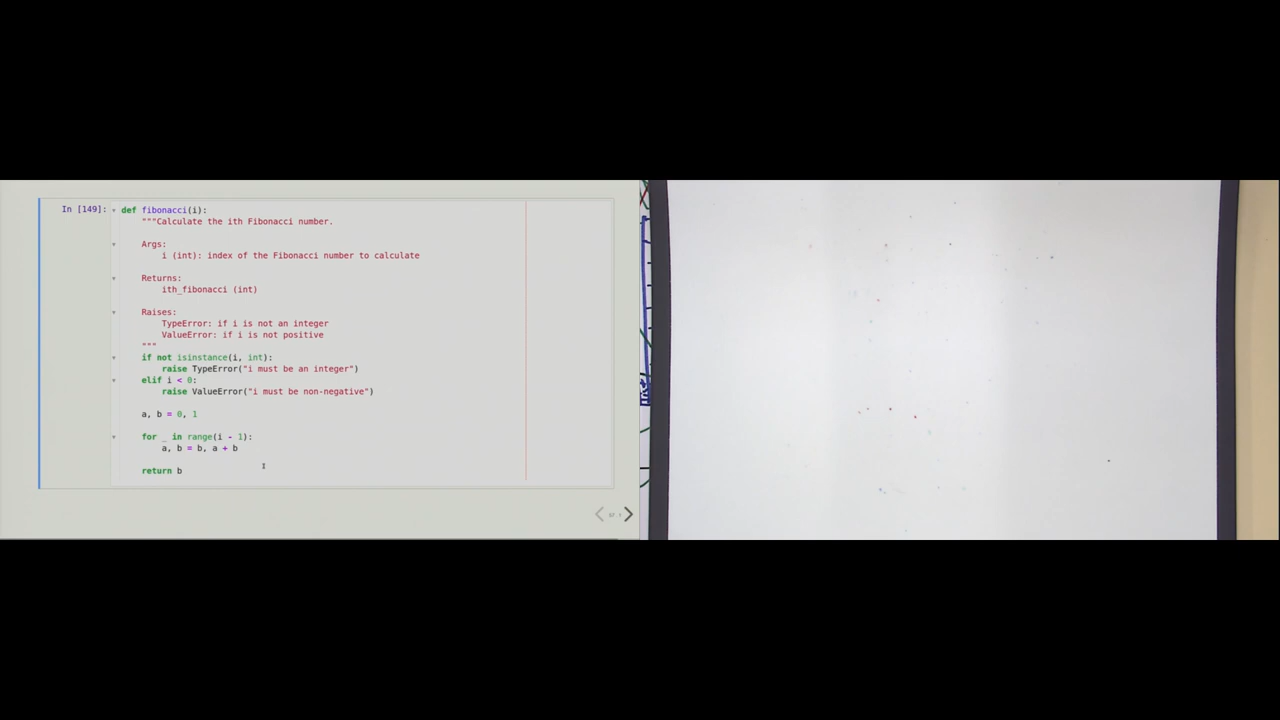 In [149]:
def fibonacci(i):
"""Calculate the ith Fibonacci number.
Args:
i (int): index of the Fibonacci number to calculate
Returns:
ith_fibonacci (int)
Raises:
TypeError: if i is not an integer
ValueError: if i is not positive
"""
if not isinstance(i, int):
raise TypeError("i must be an integer")
elif i < 0:
raise ValueError("i must be non-negative")
a, b = 0, 1
for _ in range(i - 1):
a, b = b, a + b
return b